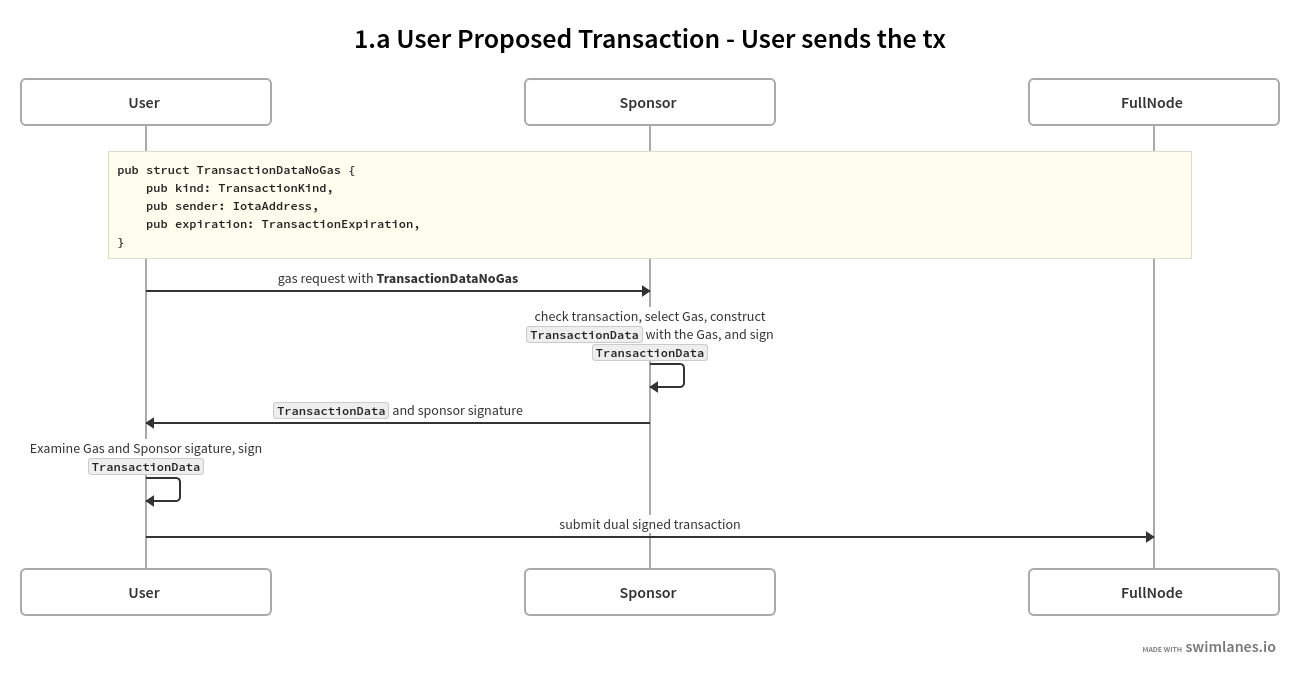 1.a User Proposed Transaction - User sends the tx
User
Sponsor
FullNode
pub struct TransactionDataNoGas {
    pub kind: TransactionKind,
    pub sender: IotaAddress,
    pub expiration: TransactionExpiration,
}
gas request with TransactionDataNoGas
check transaction, select Gas, construct
TransactionData with the Gas, and sign
TransactionData
TransactionData and sponsor signature
Examine Gas and Sponsor sigature, sign
TransactionData
submit dual signed transaction
User
Sponsor
FullNode
MADE WITH swimlanes.io